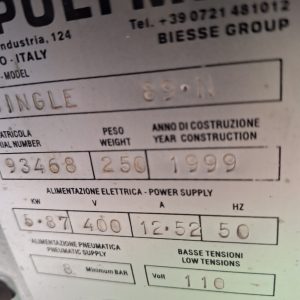 Tel. +39 0721 481012
BIESSE GROUP
ndustria, 124
O - ITALY
- MODEL
INGLE 89-N
ATRICOLA PESO ANNO DI COSTRUZIONE
IAL NUMBER WEIGHT YEAR CONSTRUCTION
93468 250 1999
ALIMENTAZIONE ELETTRICA - POWER SUPPLY
KW V A HZ
5.87 400 12.52 50
ALIMENTAZIONE PNEUMATICA BASSE TENSIONI
PNEUMATIC SUPPLY LOW TENSIONS
6 Minimum BAR Volt 110